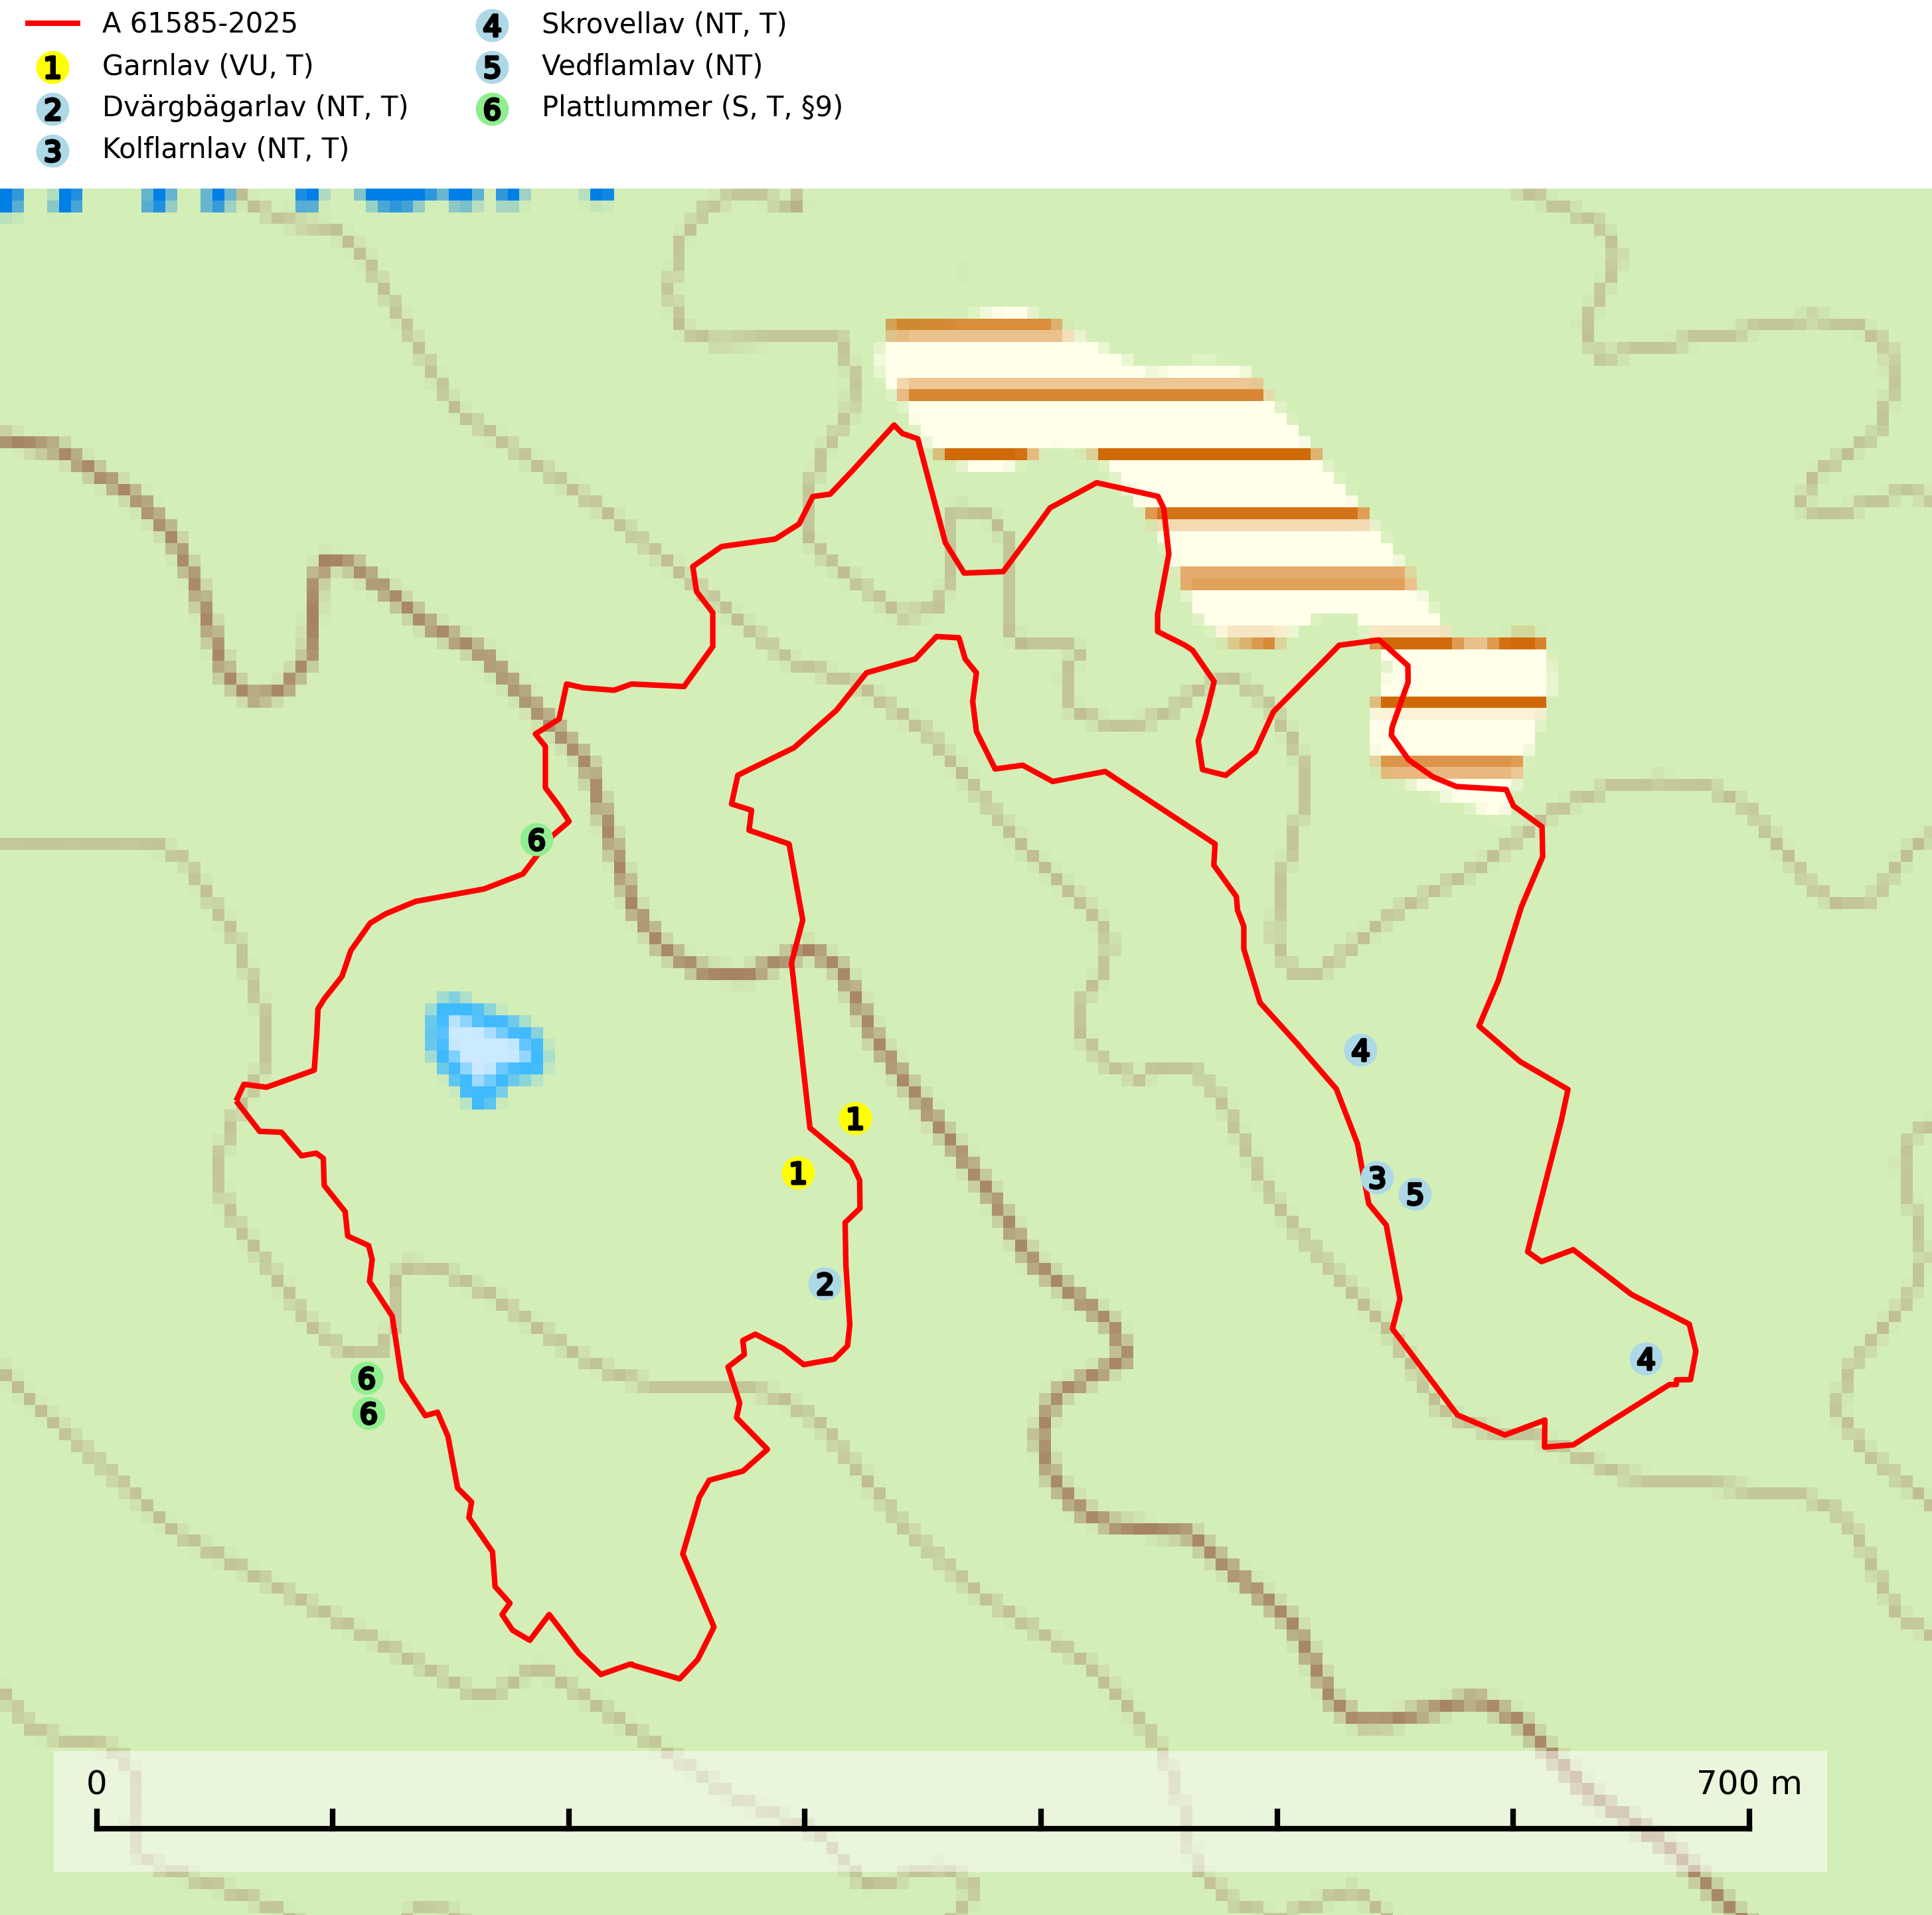 A 61585-2025
1 Garnlav (VU, T)
2 Dvärgbägarlav (NT, T)
3 Kolflarnlav (NT, T)
4 Skrovellav (NT, T)
5 Vedflamlav (NT)
6 Plattlummer (S, T, §9)
6
4
1
1
3
5
2
4
6
6
0 700 m